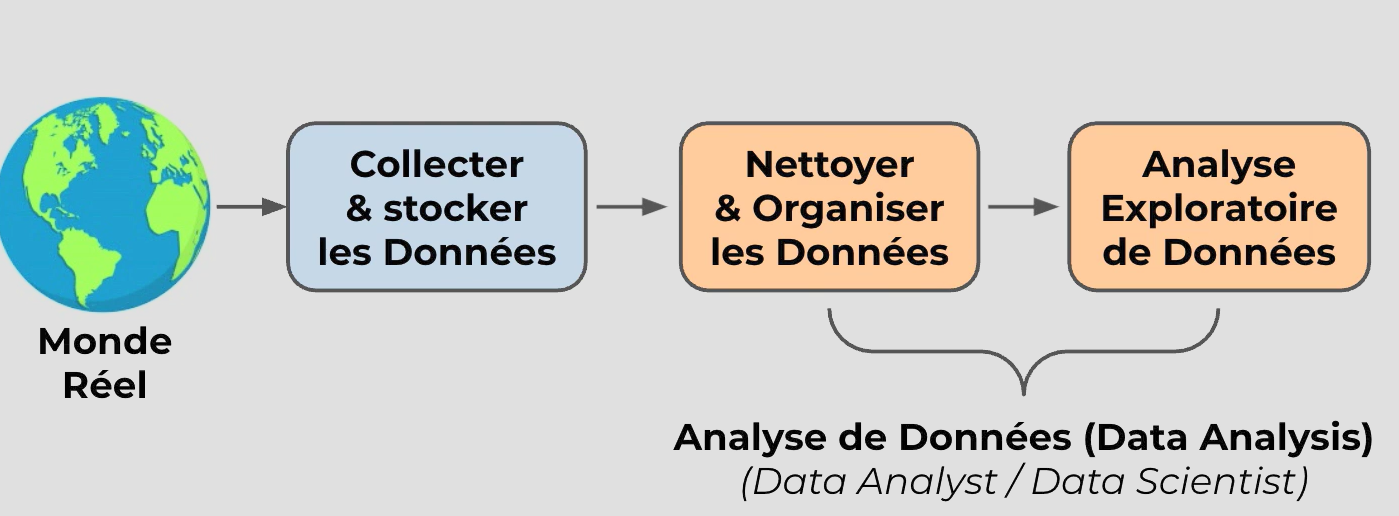 Monde
Réel
Collecter
& stocker
les Données
Nettoyer
& Organiser
les Données
Analyse
Exploratoire
de Données
Analyse de Données (Data Analysis)
(Data Analyst / Data Scientist)